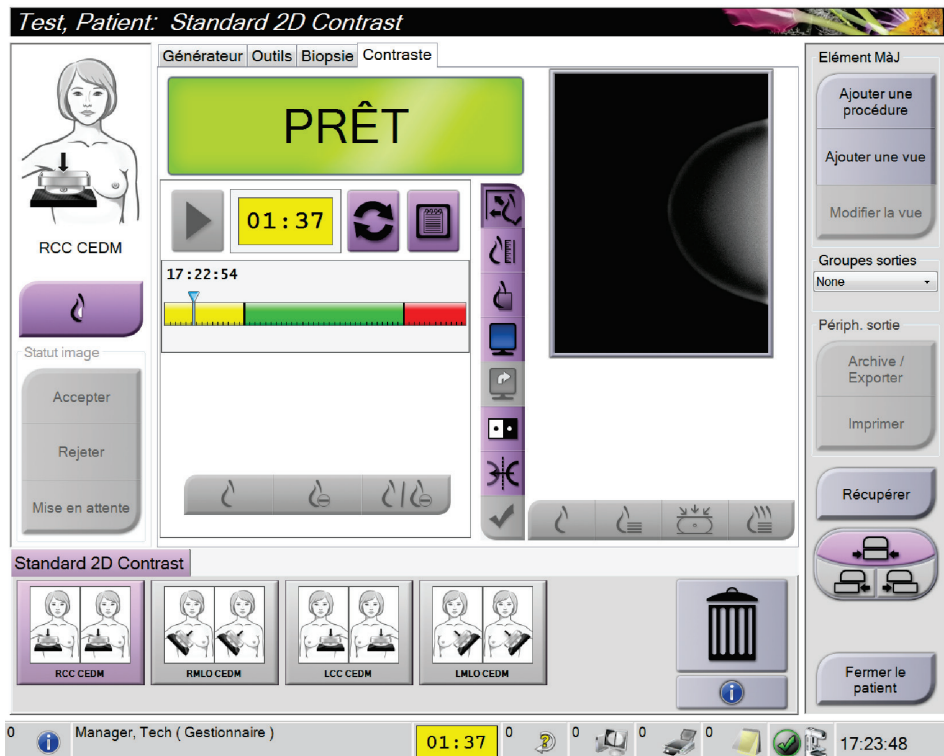 Test, Patient: Standard 2D Contrast
Générateur
Outils
Biopsie
Contraste
RCC CEDM
Statut image
Accepter
Rejeter
Mise en attente
PRÊT
01:37
17:22:54
Elément MàJ
Ajouter une
procédure
Ajouter une vue
Modifier la vue
Groupes sorties
None
Périph. sortie
Archive /
Exporter
Imprimer
Récupérer
Fermer le
patient
Standard 2D Contrast
RCC CEDM
RMLO CEDM
LCC CEDM
LMLO CEDM
0
Manager, Tech ( Gestionnaire )
01:37
0
0
0
0
17:23:48